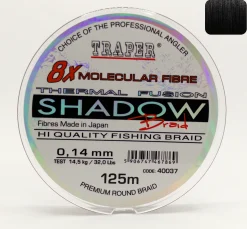 CHOICE OF THE PROFESSIONAL ANGLER
TRAPER
8X MOLECULAR FIBRE
THERMAL FUSION
SHADOW
Braid
Fibres Made in Japan
HI QUALITY FISHING BRAID
0,14 mm
TEST 14,5 kg / 32,0 Lbs
CODE: 40037
125m
PREMIUM ROUND BRAID